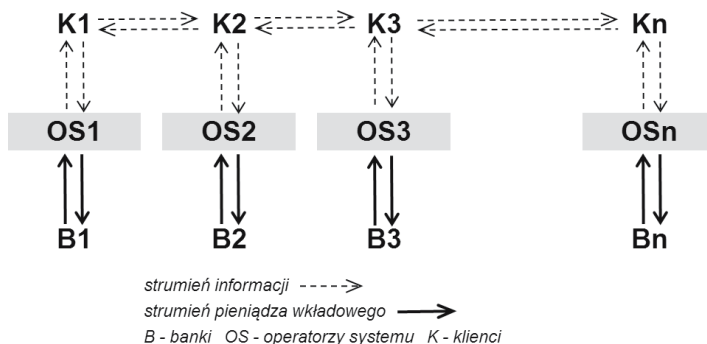 K1 K2 K3 Kn
OS1 OS2 OS3 OSn
B1 B2 B3 Bn
strumień informacji
strumień pieniądza wkładowego
B - banki OS - operatorzy systemu K - klienci